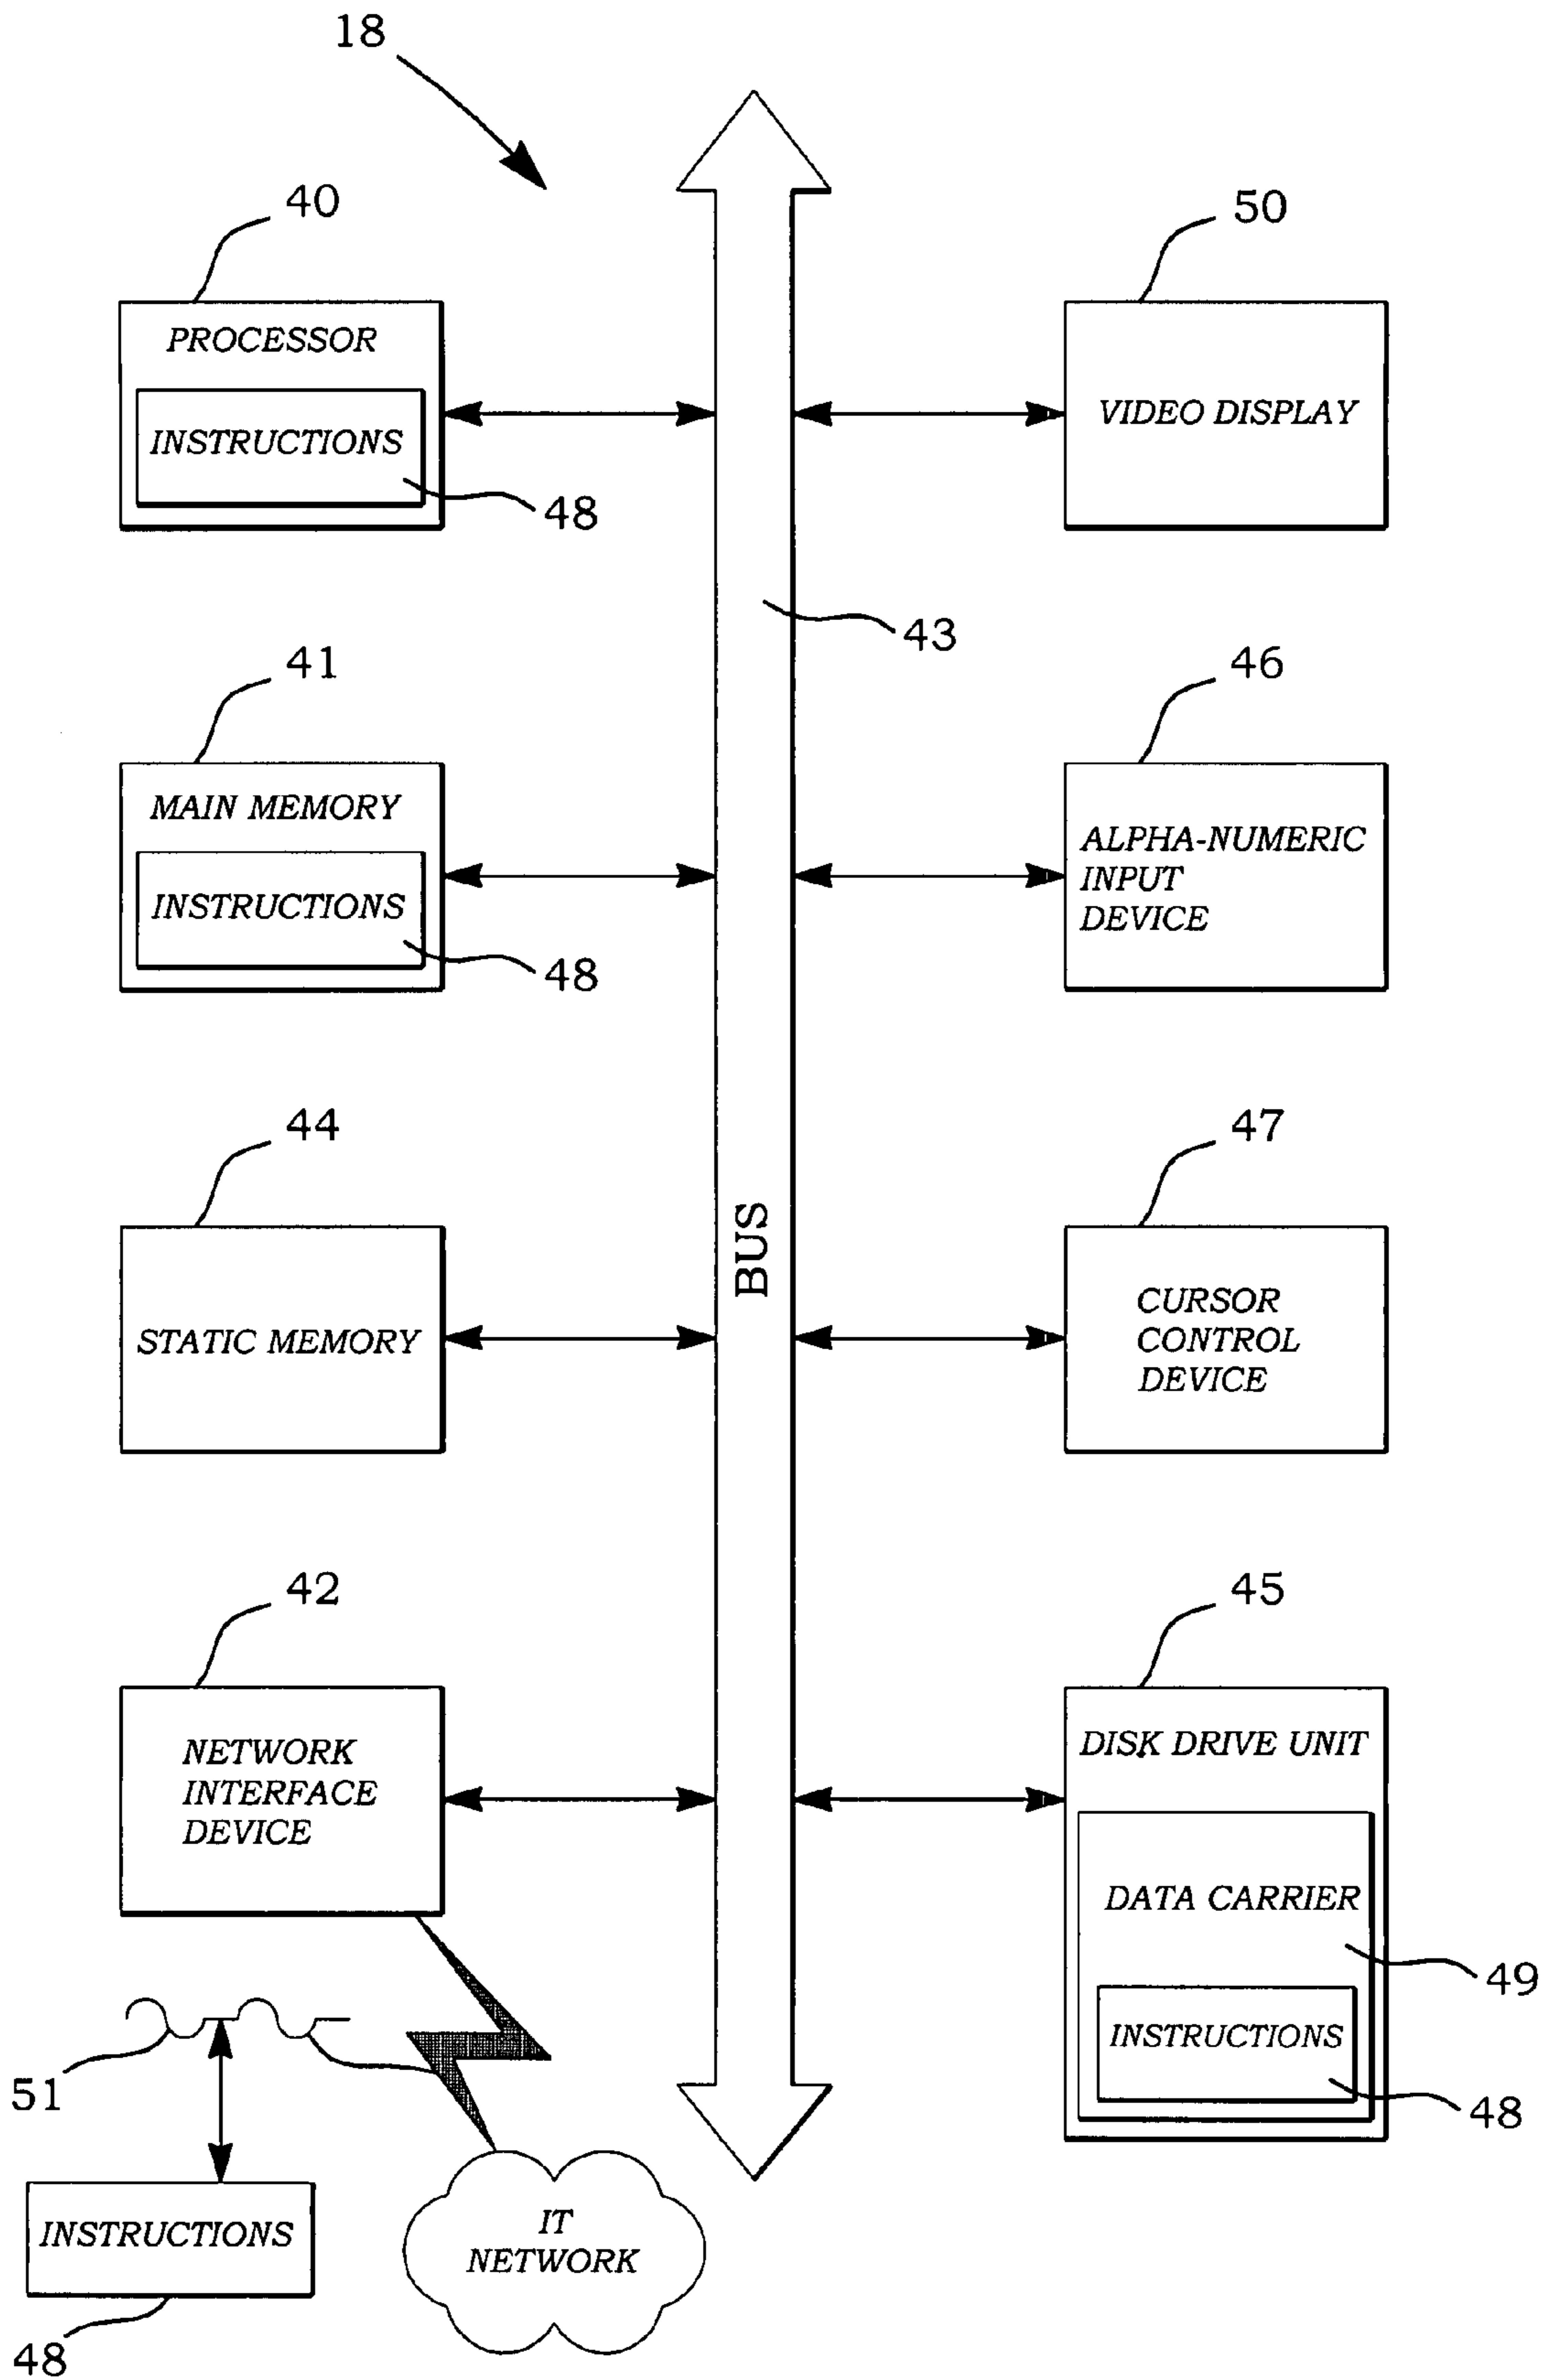 18
40
50
PROCESSOR
INSTRUCTIONS
48
VIDEO DISPLAY
43
41
46
MAIN MEMORY
INSTRUCTIONS
48
ALPHA-NUMERIC
INPUT
DEVICE
44
47
BUS
STATIC MEMORY
CURSOR
CONTROL
DEVICE
42
45
NETWORK
INTERFACE
DEVICE
DISK DRIVE UNIT
DATA CARRIER
49
INSTRUCTIONS
48
51
INSTRUCTIONS
48
IT
NETWORK